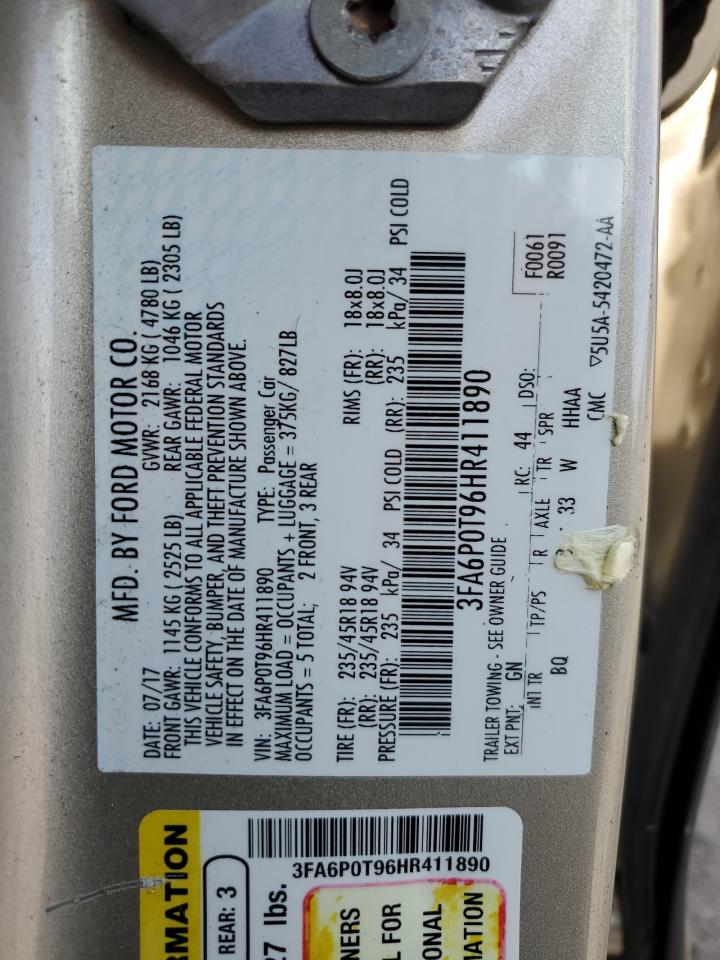 MFD. BY FORD MOTOR CO.
DATE: 07/17 GVWR: 2168 KG ( 4780 LB)
FRONT GAWR: 1145 KG ( 2525 LB) REAR GAWR: 1046 KG ( 2305 LB)
THIS VEHICLE CONFORMS TO ALL APPLICABLE FEDERAL MOTOR
VEHICLE SAFETY, BUMPER, AND THEFT PREVENTION STANDARDS
IN EFFECT ON THE DATE OF MANUFACTURE SHOWN ABOVE.
VIN: 3FA6P0T96HR411890 TYPE: Passenger Car
MAXIMUM LOAD = OCCUPANTS + LUGGAGE = 375KG/ 827LB
OCCUPANTS = 5 TOTAL; 2 FRONT, 3 REAR
TIRE (FR): 235/45R18 94V RIMS (FR): 18x8.0J
(RR): 235/45R18 94V (RR): 18x8.0J
PRESSURE (FR): 235 kPa/ 34 PSI COLD (RR): 235 kPa/ 34 PSI COLD
3FA6P0T96HR411890
TRAILER TOWING - SEE OWNER GUIDE
EXT PNT: GN RC: 44 DSO: F0061
R0091
INT TR TP/PS R AXLE TR SPR
BQ 33 W HHAA
CMC ▽5U5A-5420472-AA
3FA6P0T96HR411890
RMATION
REAR: 3
27 lbs.
NERS
L FOR
ONAL
MATION